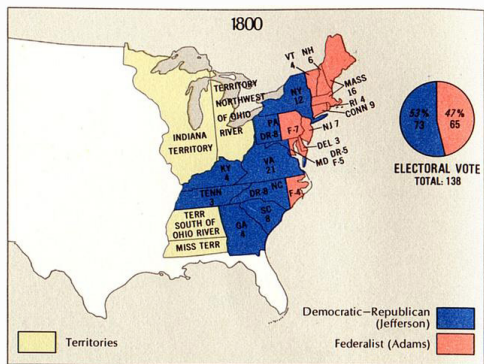 1800
VT
4
NH
6
MASS
16
RI 4
CONN 9
NY
12
TERRITORY
NORTHWEST
OF OHIO
RIVER
INDIANA
TERRITORY
PA
DR-8
F-7
NJ 7
DEL 3
MD
DR-5
F-5
VA
21
KY
4
TENN
3
DR-8
NC
F-4
SC
8
GA
4
TERR
SOUTH OF
OHIO RIVER
MISS TERR
53%
73
47%
65
ELECTORAL VOTE
TOTAL: 138
Democratic–Republican
(Jefferson)
Federalist (Adams)
Territories